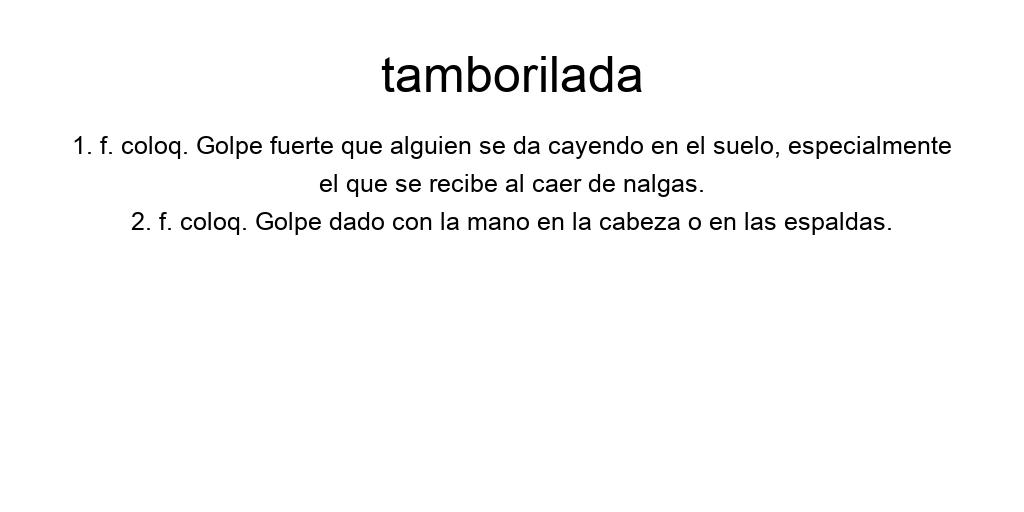 tamborilada
1. f. coloq. Golpe fuerte que alguien se da cayendo en el suelo, especialmente
el que se recibe al caer de nalgas.
2. f. coloq. Golpe dado con la mano en la cabeza o en las espaldas.